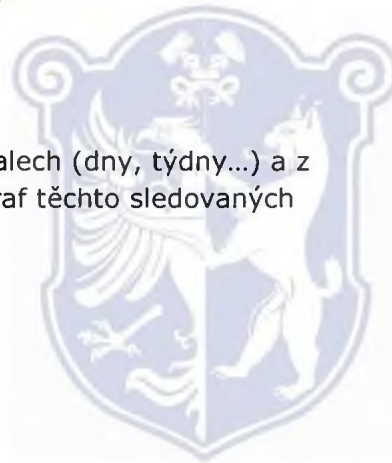 alech (dny, týdny...) a z
raf těchto sledovaných